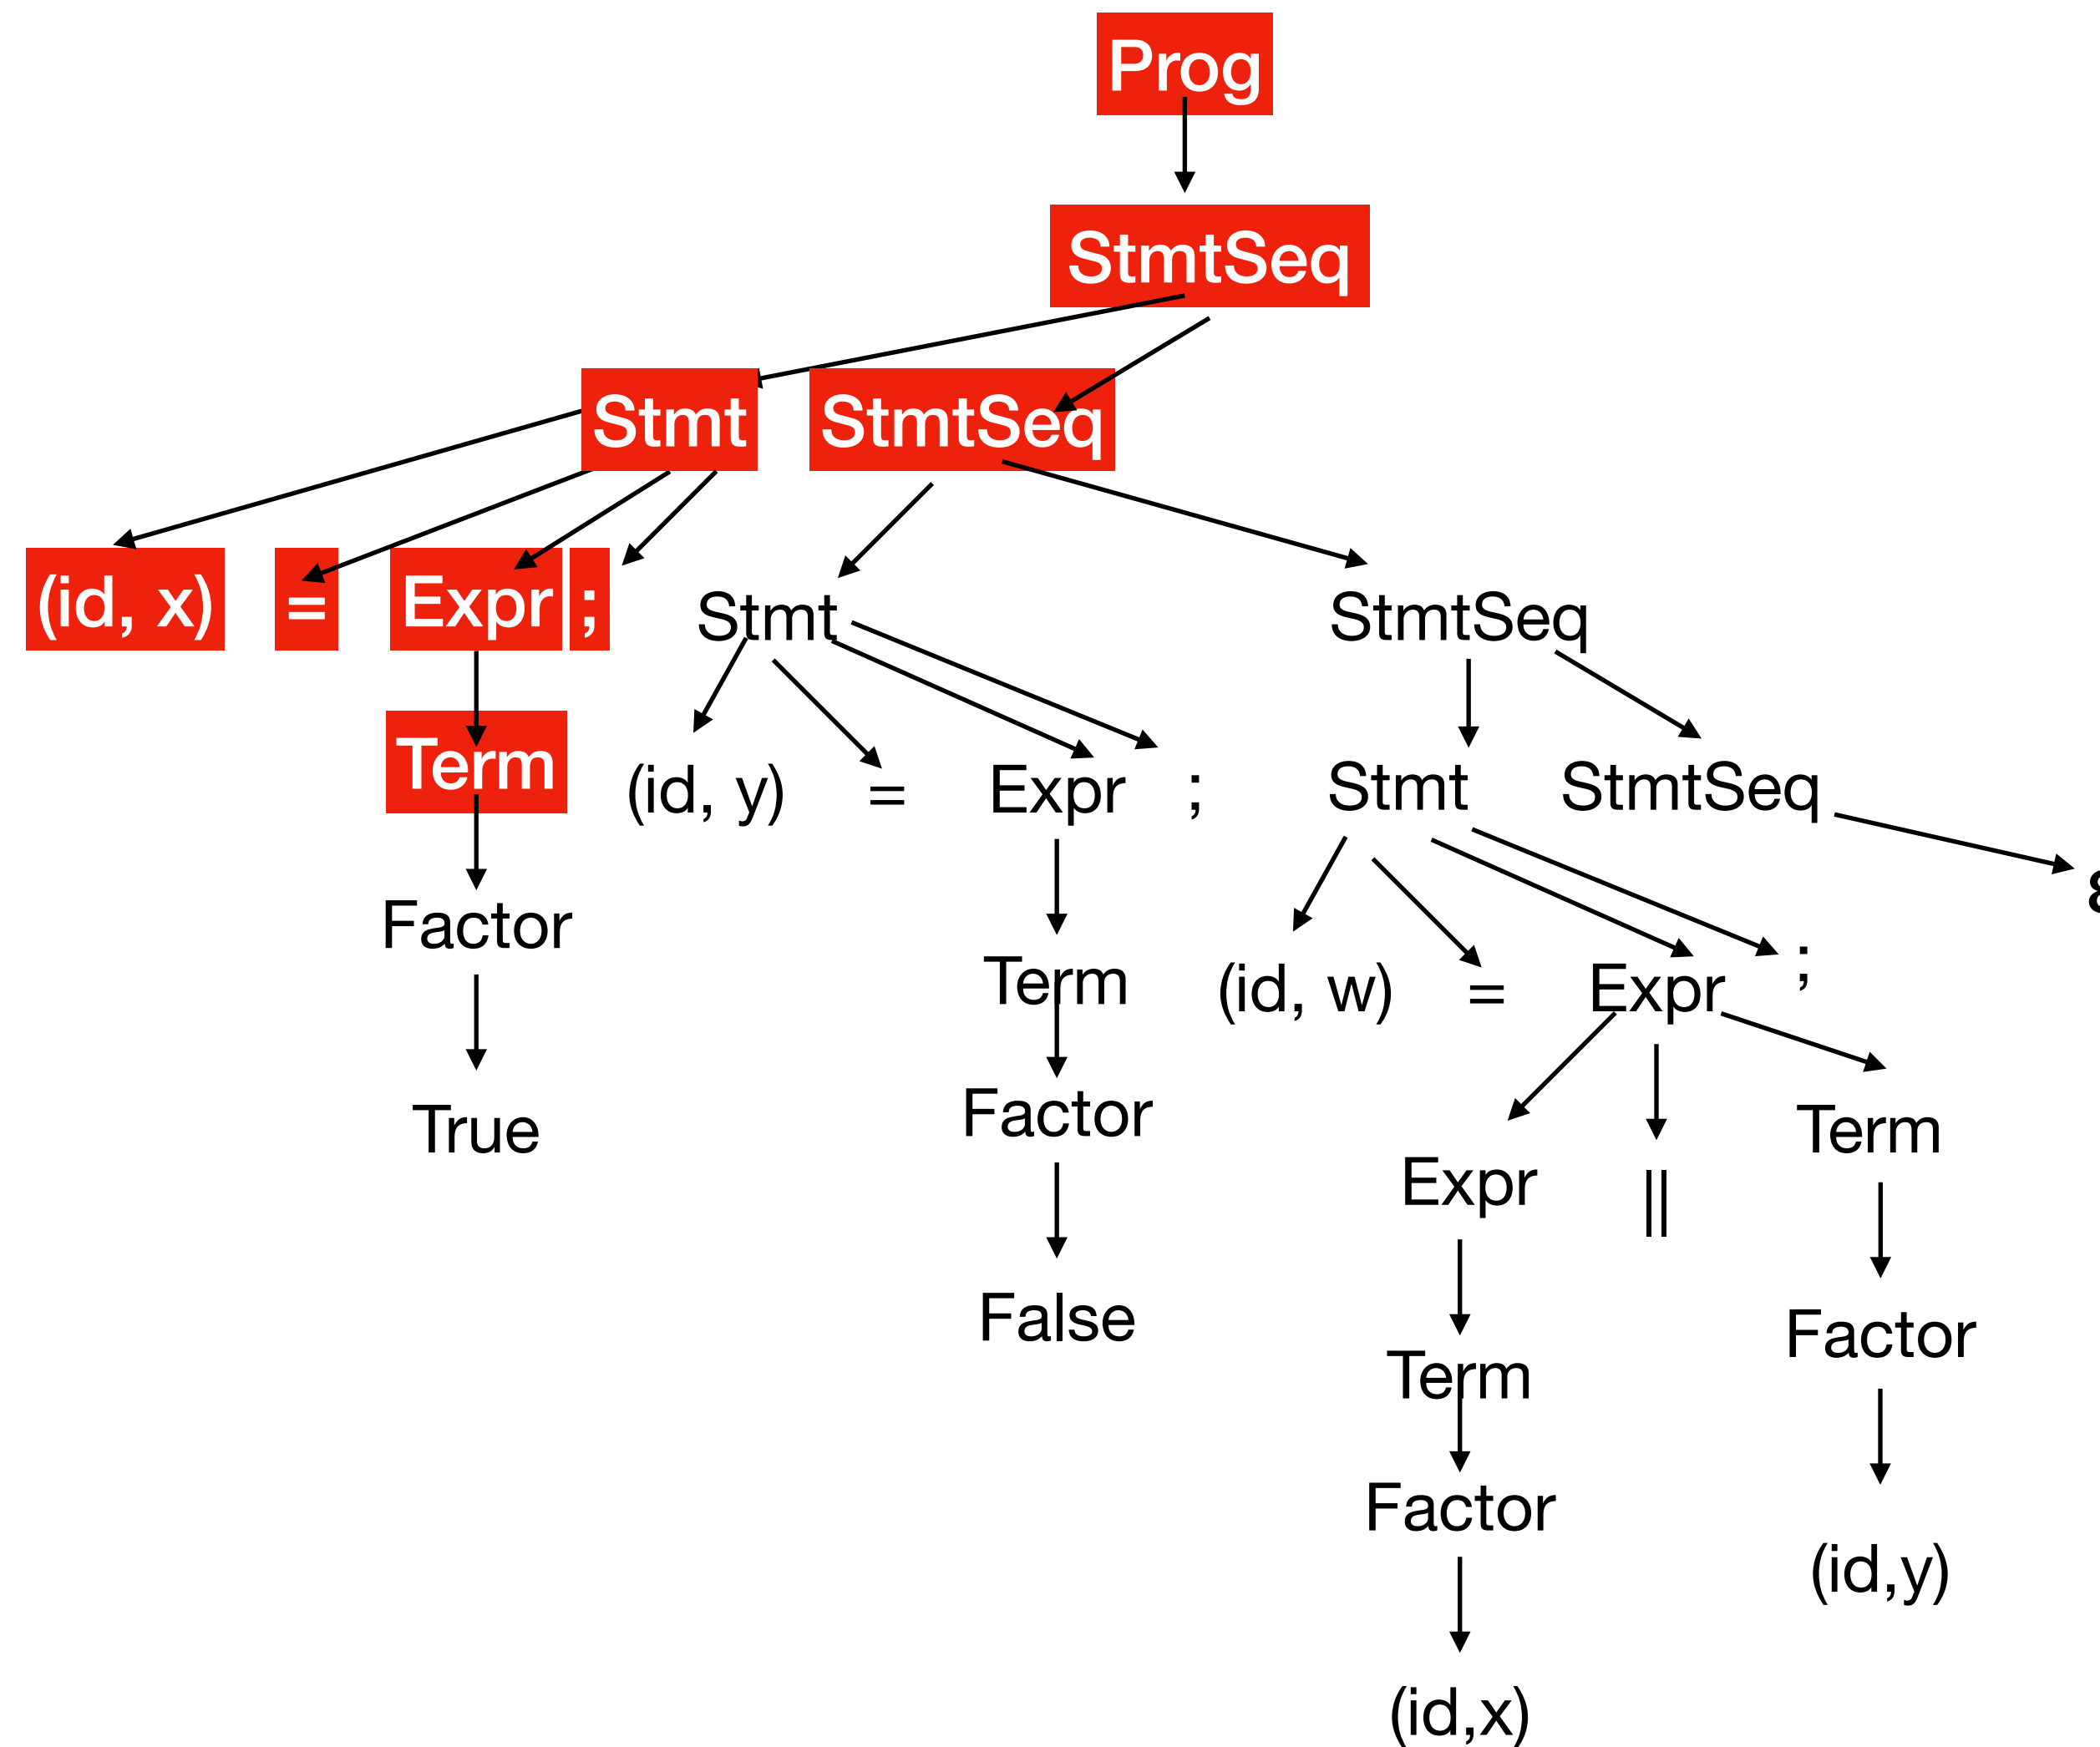 Prog
StmtSeq
Stmt StmtSeq
(id, x) = Expr ; Stmt StmtSeq
Term (id, y) = Expr ; Stmt StmtSeq
Factor Term (id, w) = Expr ;
True Factor Expr || Term
False Term Factor
Factor (id,y)
(id,x)